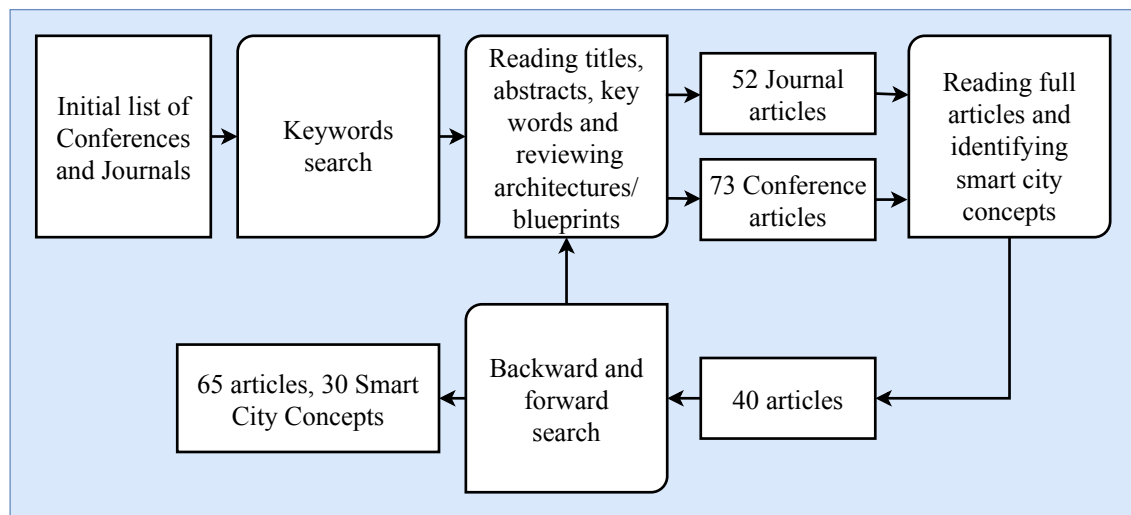 Initial list of
Conferences
and Journals
Keywords
search
Reading titles,
abstracts, key
words and
reviewing
architectures/
blueprints
52 Journal
articles
73 Conference
articles
Reading full
articles and
identifying
smart city
concepts
40 articles
Backward and
forward
search
65 articles, 30 Smart
City Concepts